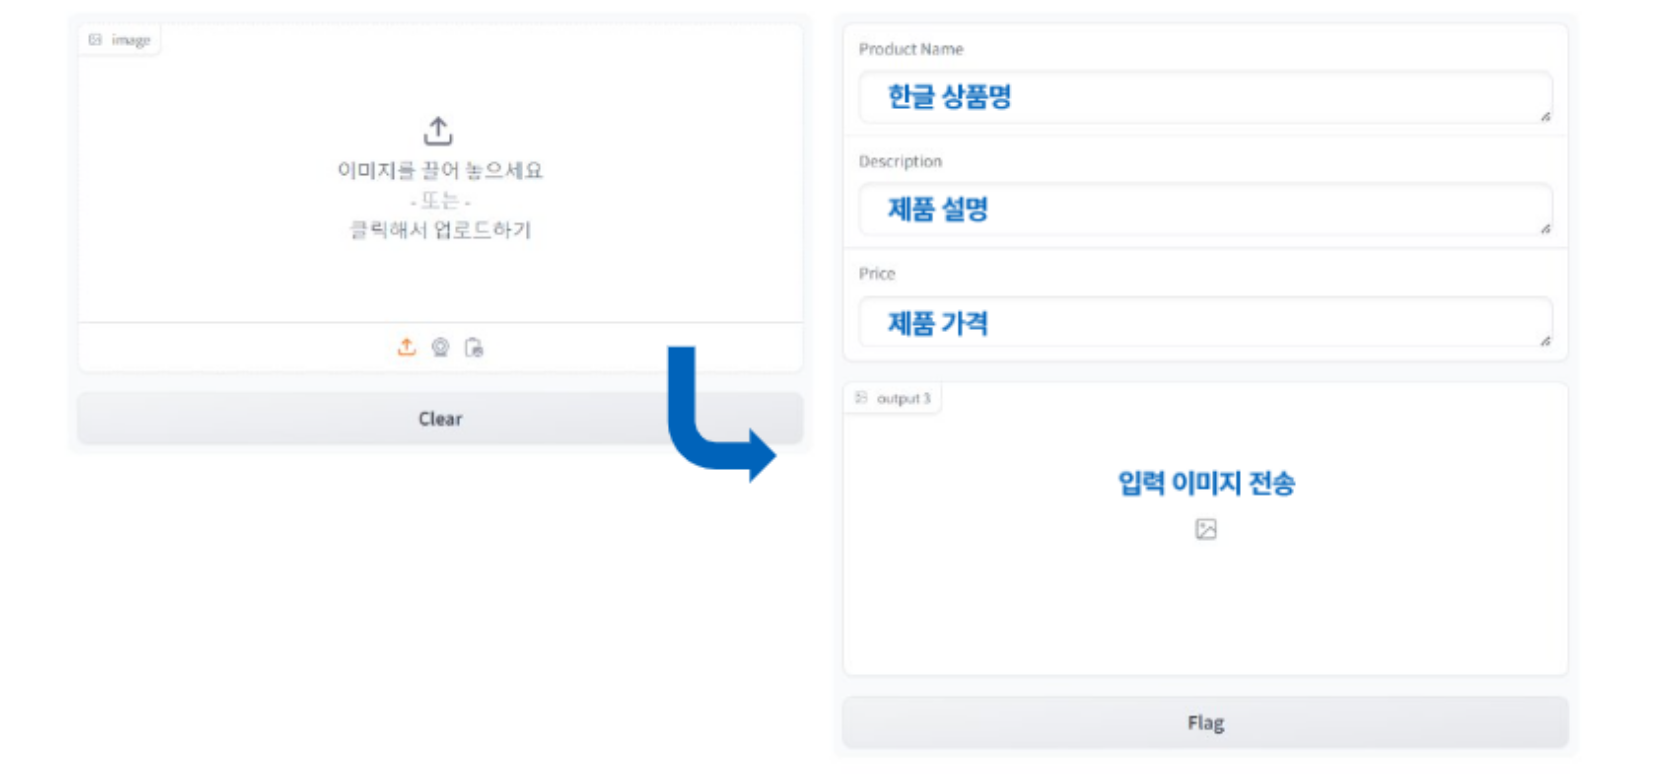 image
이미지를 끌어 놓으세요
- 또는 -
클릭해서 업로드하기
Clear
Product Name
한글 상품명
Description
제품 설명
Price
제품 가격
output 3
입력 이미지 전송
Flag